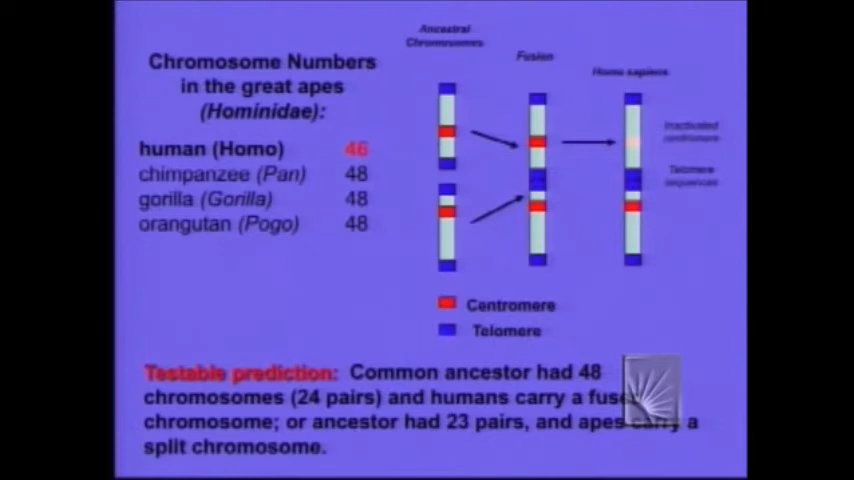 Ancestral
Chromosomes
Fusion
Homo sapiens
Chromosome Numbers
in the great apes
(Hominidae):
human (Homo) 46
chimpanzee (Pan) 48
gorilla (Gorilla) 48
orangutan (Pogo) 48
Inactivated
centromere
Telomere
sequences
Centromere
Telomere
Testable prediction: Common ancestor had 48
chromosomes (24 pairs) and humans carry a fused
chromosome; or ancestor had 23 pairs, and apes carry a
split chromosome.